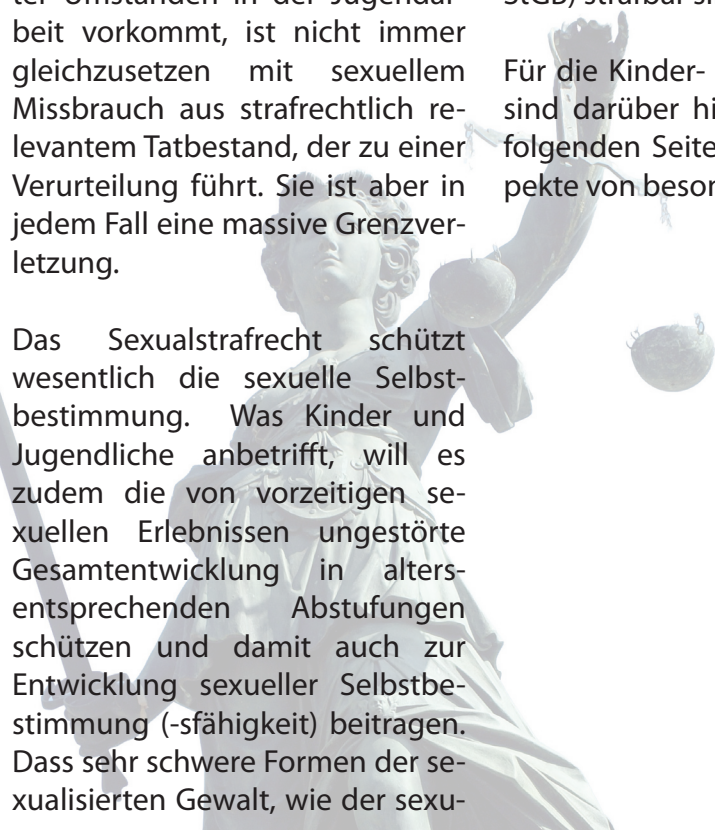 beit vorkommt, ist nicht immer
gleichzusetzen mit sexuellem
Missbrauch aus strafrechtlich re-
levantem Tatbestand, der zu einer
Verurteilung führt. Sie ist aber in
jedem Fall eine massive Grenzver-
letzung.
Das Sexualstrafrecht schützt
wesentlich die sexuelle Selbst-
bestimmung. Was Kinder und
Jugendliche anbetrifft, will es
zudem die von vorzeitigen se-
xuellen Erlebnissen ungestörte
Gesamtentwicklung in alters-
entsprechenden Abstufungen
schützen und damit auch zur
Entwicklung sexueller Selbstbe-
stimmung (-sfähigkeit) beitragen.
Dass sehr schwere Formen der se-
xualisierten Gewalt, wie der sexu-
Für die Kinder-
sind darüber hi
folgenden Seite
pekte von beson